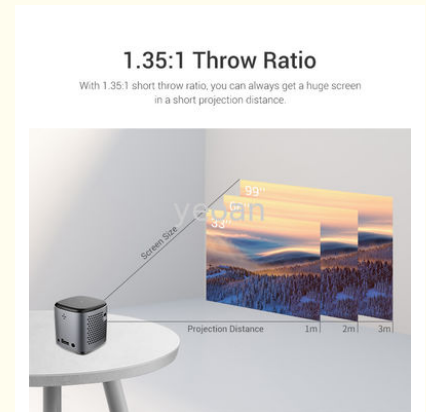 1.35:1 Throw Ratio
With 1.35:1 short throw ratio, you can always get a huge screen
in a short projection distance.
99"
yeban
33"
Screen Size
Projection Distance 1m 2m 3m